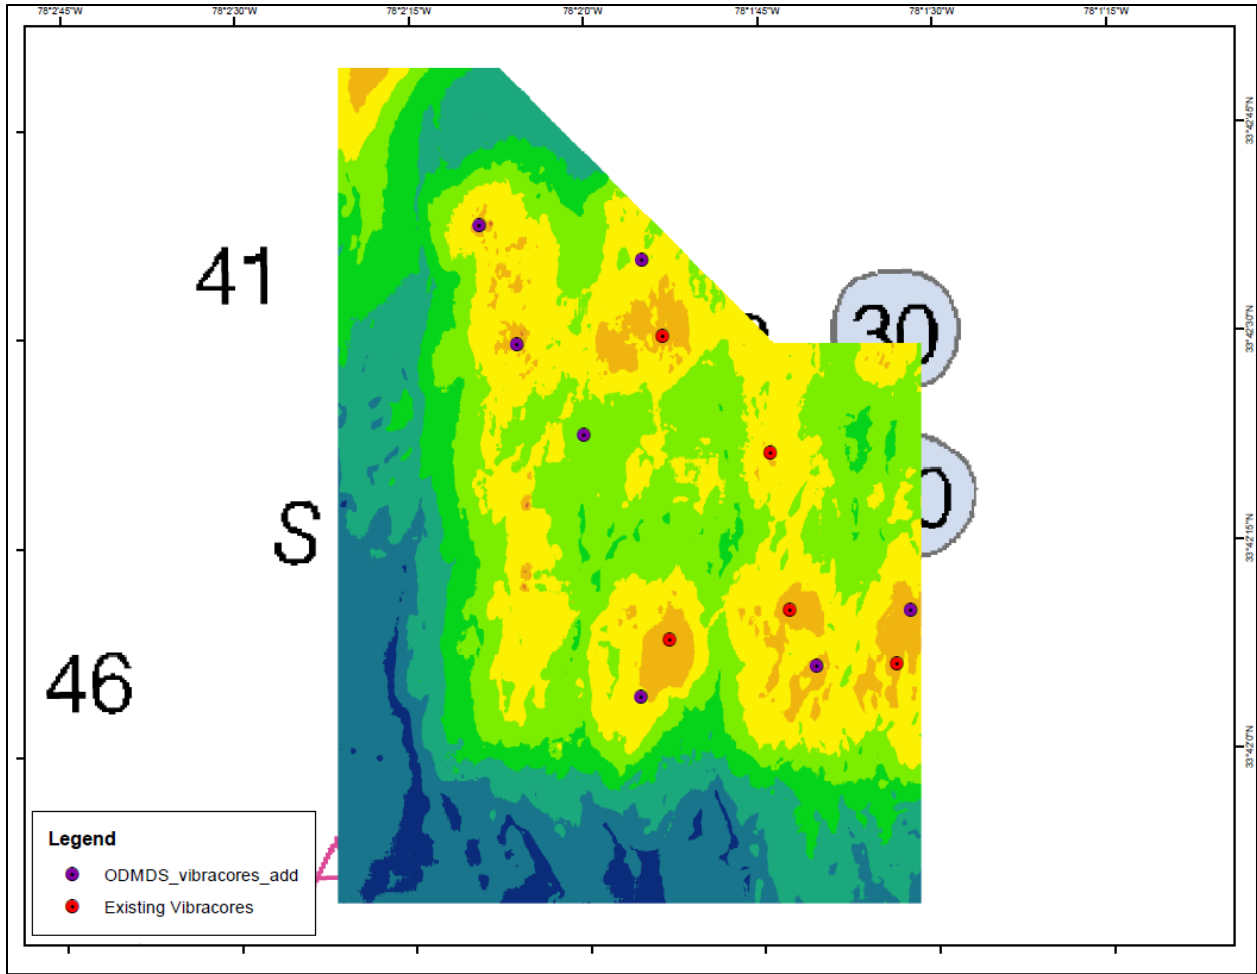 78°2'45"W 78°2'30"W 78°2'15"W 78°2'0"W 78°1'45"W 78°1'30"W 78°1'15"W
33°42'45"N
41
30
33°42'30"N
0
S
33°42'15"N
46
33°42'0"N
Legend
ODMDS_vibracores_add
Existing Vibracores